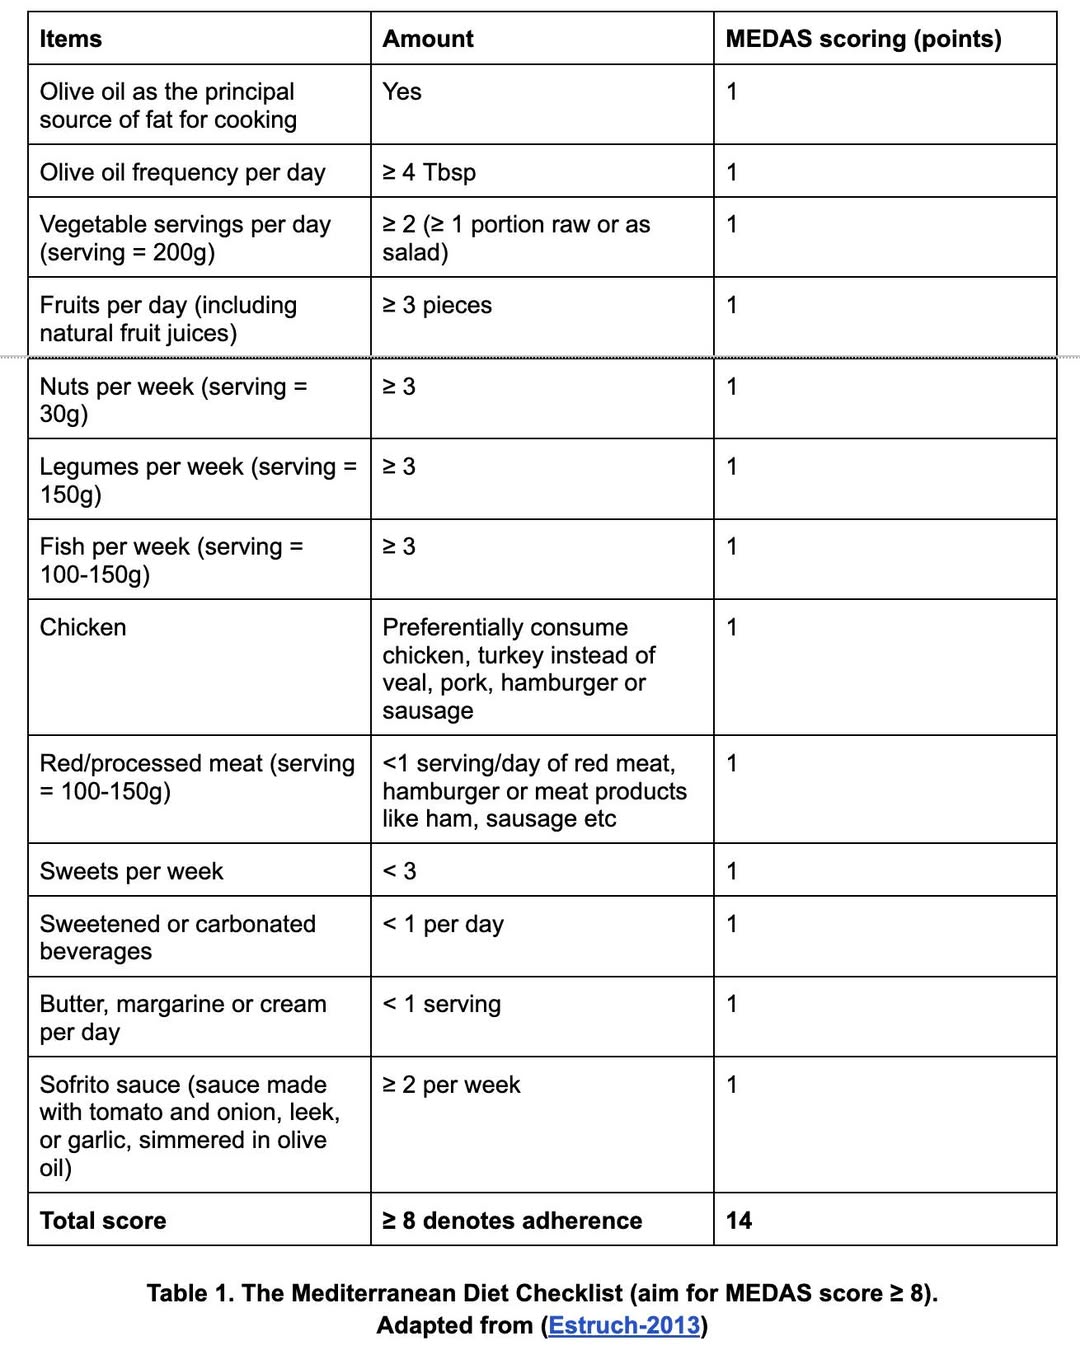 Items Amount MEDAS scoring (points)
Olive oil as the principal Yes 1
source of fat for cooking
Olive oil frequency per day ≥ 4 Tbsp 1
Vegetable servings per day ≥ 2 (≥ 1 portion raw or as 1
(serving = 200g) salad)
Fruits per day (including ≥ 3 pieces 1
natural fruit juices)
Nuts per week (serving = ≥ 3 1
30g)
Legumes per week (serving = ≥ 3 1
150g)
Fish per week (serving = ≥ 3 1
100-150g)
Chicken Preferentially consume 1
chicken, turkey instead of
veal, pork, hamburger or
sausage
Red/processed meat (serving <1 serving/day of red meat, 1
= 100-150g) hamburger or meat products
like ham, sausage etc
Sweets per week < 3 1
Sweetened or carbonated < 1 per day 1
beverages
Butter, margarine or cream < 1 serving 1
per day
Sofrito sauce (sauce made ≥ 2 per week 1
with tomato and onion, leek,
or garlic, simmered in olive
oil)
Total score ≥ 8 denotes adherence 14
Table 1. The Mediterranean Diet Checklist (aim for MEDAS score ≥ 8).
Adapted from (Estruch-2013)